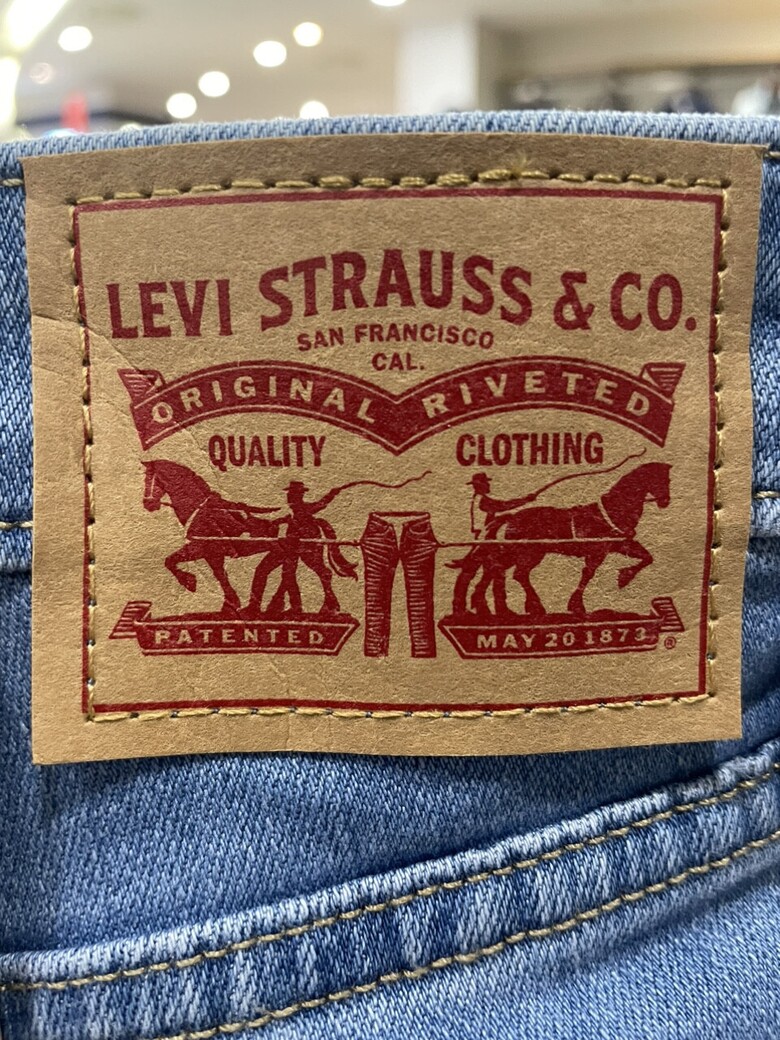 LEVI STRAUSS & CO.
SAN FRANCISCO
CAL.
ORIGINAL RIVETED
QUALITY CLOTHING
PATENTED MAY 20 1873 ®